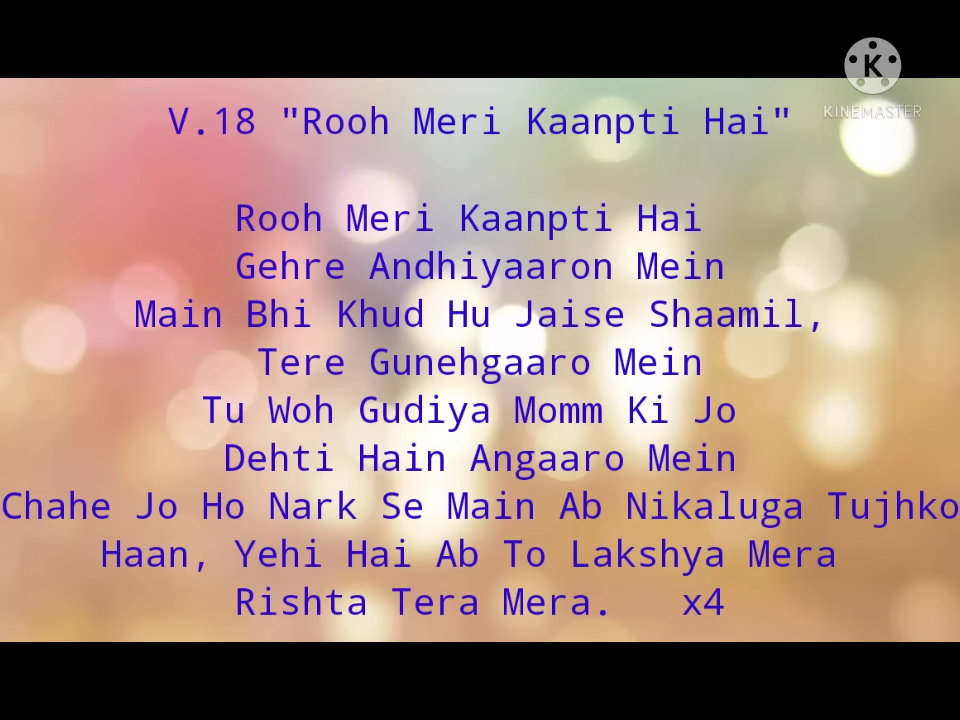 KINEMASTER
V.18 "Rooh Meri Kaanpti Hai"
Rooh Meri Kaanpti Hai
Gehre Andhiyaaron Mein
Main Bhi Khud Hu Jaise Shaamil,
Tere Gunehgaaro Mein
Tu Woh Gudiya Momm Ki Jo
Dehti Hain Angaaro Mein
Chahe Jo Ho Nark Se Main Ab Nikaluga Tujhko
Haan, Yehi Hai Ab To Lakshya Mera
Rishta Tera Mera.   x4